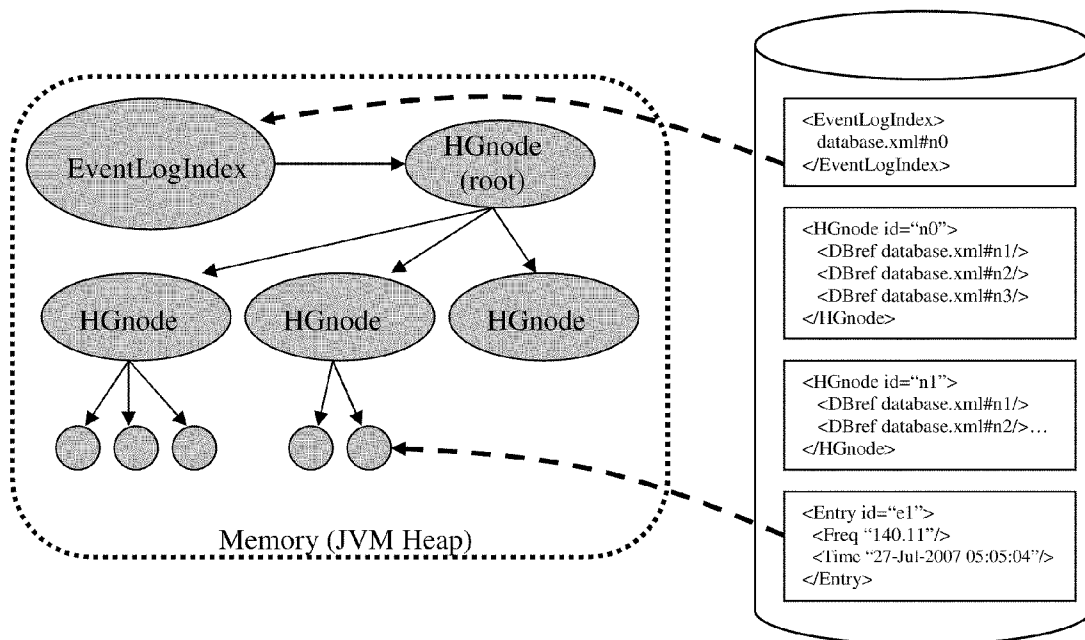 EventLogIndex
HGnode
(root)
HGnode
HGnode
HGnode
Memory (JVM Heap)
<EventLogIndex>
database.xml#n0
</EventLogIndex>
<HGnode id=“n0”>
<DBref database.xml#n1/>
<DBref database.xml#n2/>
<DBref database.xml#n3/>
</HGnode>
<HGnode id=“n1”>
<DBref database.xml#n1/>
<DBref database.xml#n2/>…
</HGnode>
<Entry id=“e1”>
<Freq “140.11”/>
<Time “27-Jul-2007 05:05:04”/>
</Entry>